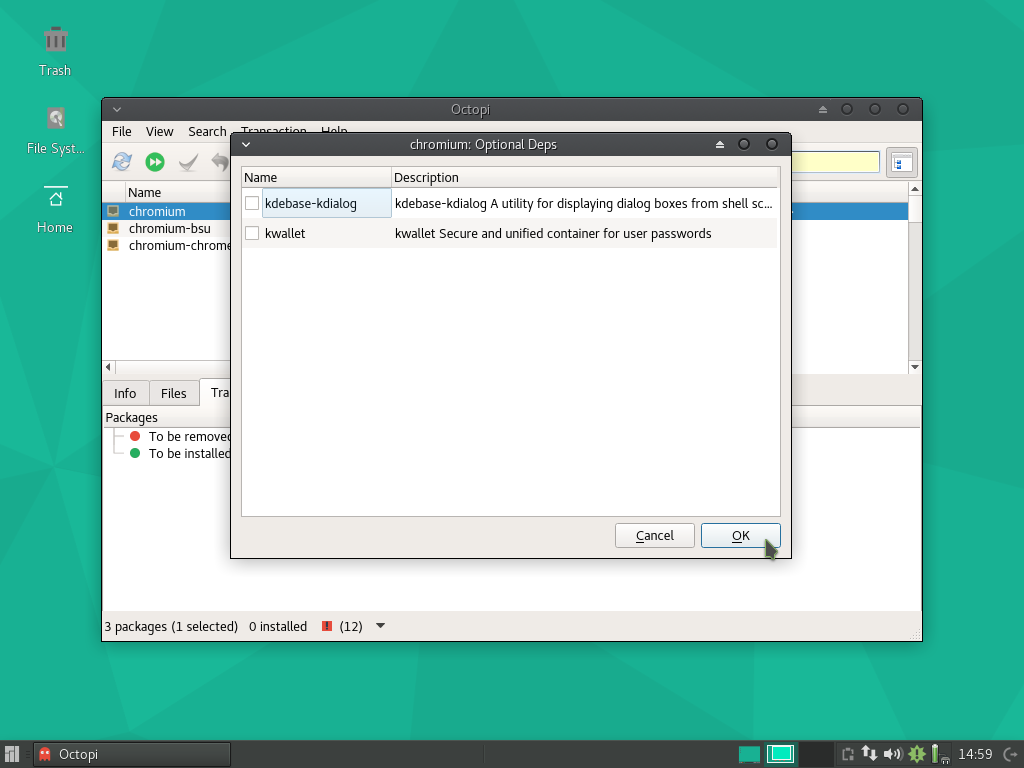 Trash
File Syst...
Home
Octopi
File View Search Transaction Help
chromium: Optional Deps
Name Description
kdebase-kdialog kdebase-kdialog A utility for displaying dialog boxes from shell sc...
kwallet kwallet Secure and unified container for user passwords
Cancel OK
Name
chromium
chromium-bsu
chromium-chrome
Info Files Tra
Packages
To be removed
To be installed
3 packages (1 selected) 0 installed (12)
Octopi 14:59